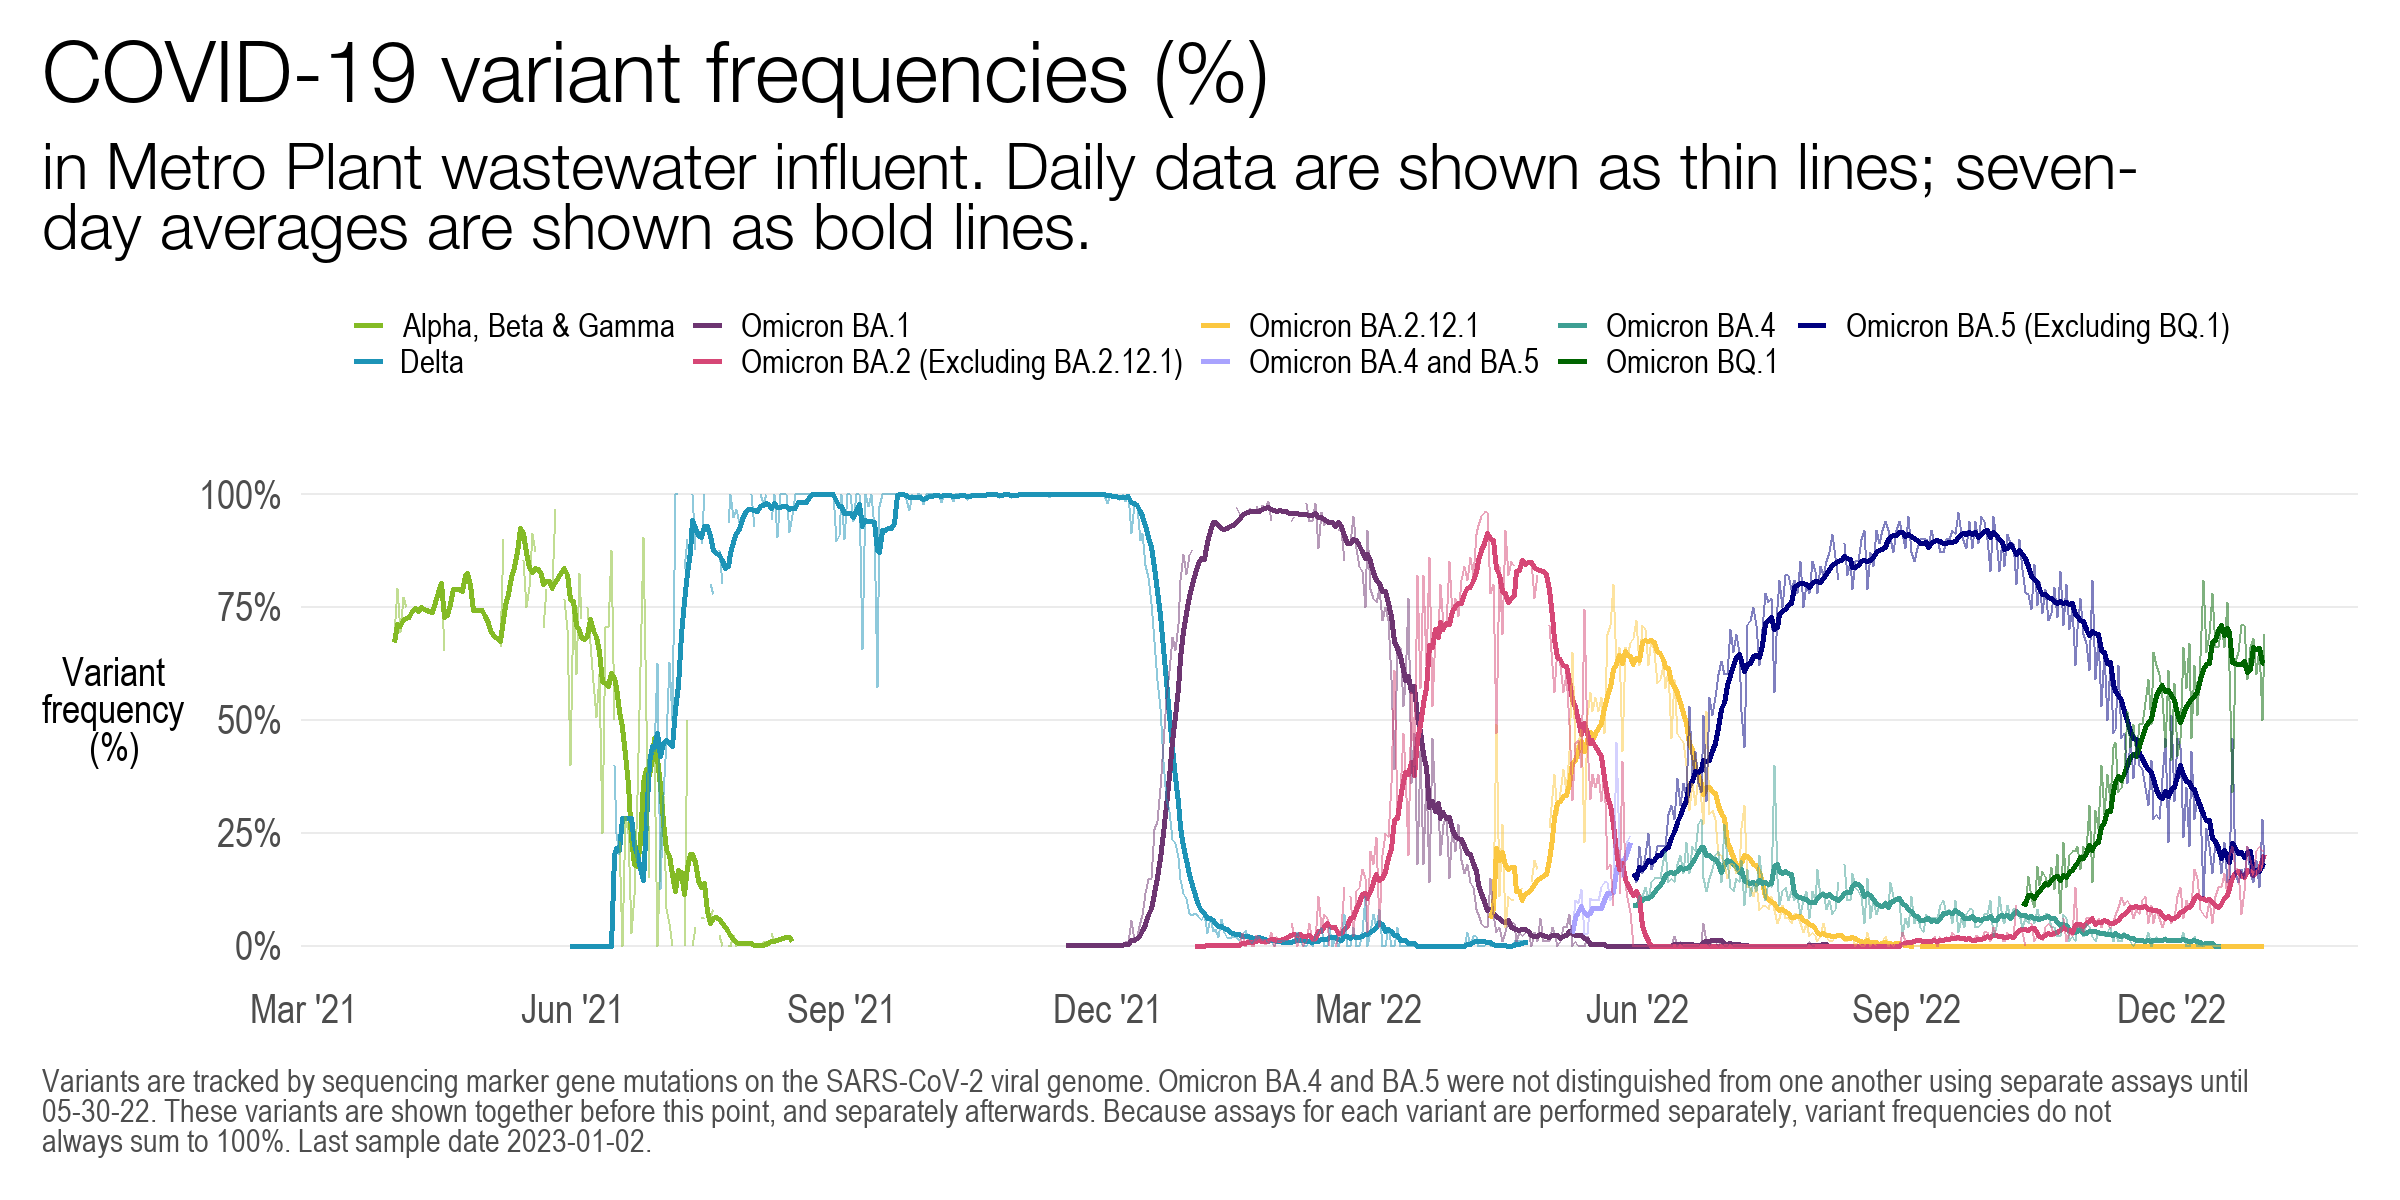 COVID-19 variant frequencies (%)
in Metro Plant wastewater influent. Daily data are shown as thin lines; seven-
day averages are shown as bold lines.
Alpha, Beta & Gamma
Omicron BA.1
Omicron BA.2.12.1
Omicron BA.4
Omicron BA.5 (Excluding BQ.1)
Delta
Omicron BA.2 (Excluding BA.2.12.1)
Omicron BA.4 and BA.5
Omicron BQ.1
100%
75%
50%
25%
0%
Variant
frequency
(%)
Mar '21
Jun '21
Sep '21
Dec '21
Mar '22
Jun '22
Sep '22
Dec '22
Variants are tracked by sequencing marker gene mutations on the SARS-CoV-2 viral genome. Omicron BA.4 and BA.5 were not distinguished from one another using separate assays until
05-30-22. These variants are shown together before this point, and separately afterwards. Because assays for each variant are performed separately, variant frequencies do not
always sum to 100%. Last sample date 2023-01-02.